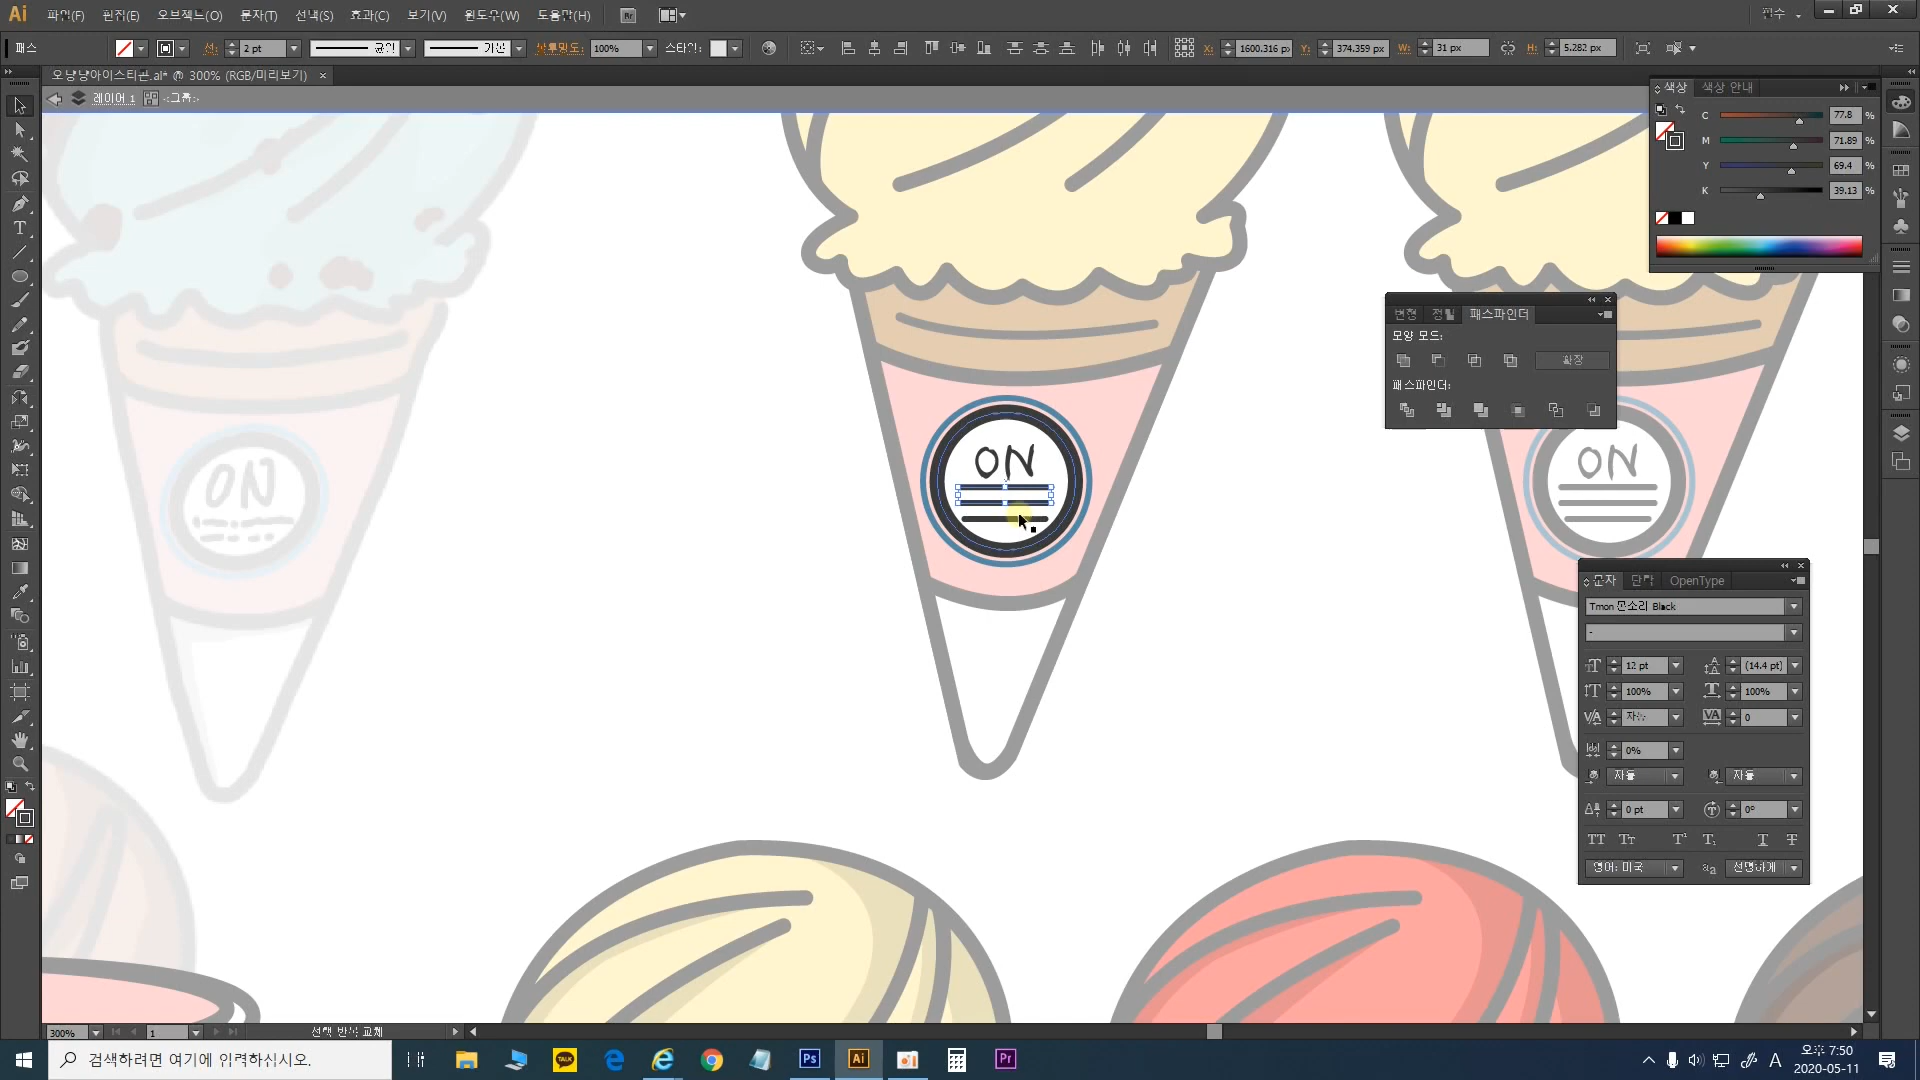 Ai 파일(F) 편집(E) 오브젝트(O) 문자(T) 선택(S) 효과(C) 보기(V) 윈도우(W) 도움말(H) Br 필수
패스 선: 2 pt 균일 기본 불투명도: 100% 스타일: X: 1600.316 px Y: 374.359 px W: 31 px H: 5.282 px
오냥냥아이스티콘.ai* @ 300% (RGB/미리보기) ×
레이어 1 <그룹>
색상 색상 안내
C 77.8 %
M 71.89 %
Y 69.4 %
K 39.13 %
변형 정렬 패스파인더
모양 모드:
확장
패스파인더:
ON
ON
ON
문자 단락 OpenType
Tmon 몬소리 Black
-
12 pt (14.4 pt)
100% 100%
자동 0
0%
자동 자동
0 pt 0°
영어: 미국 선명하게
300% 1 선택 반복 교체
검색하려면 여기에 입력하십시오.
TALK Ps Ai Pr
A 오후 7:50
2020-05-11